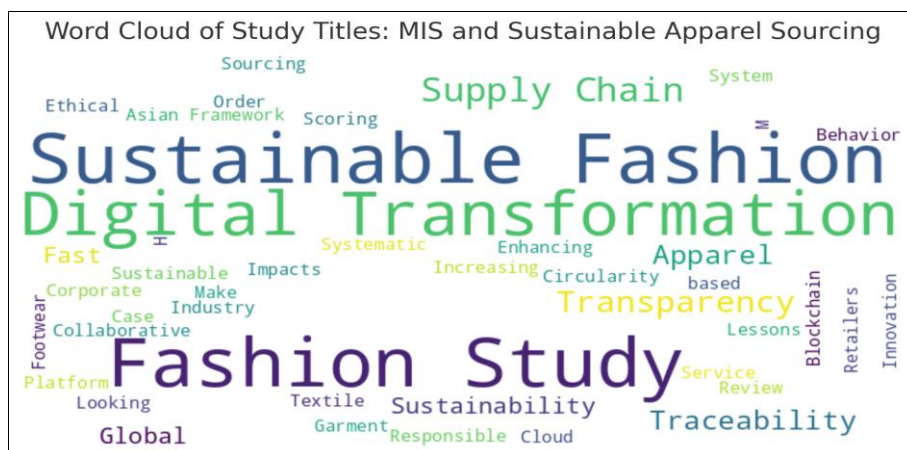 Word Cloud of Study Titles: MIS and Sustainable Apparel Sourcing
Sourcing
System
Supply Chain
Ethical
Order
Asian Framework
Scoring
M
Behavior
Sustainable Fashion
Digital Transformation
H
Systematic
Enhancing
Fast
Apparel
Sustainable
Impacts
Increasing
Circularity
based
Corporate
Make
Industry
Transparency
Case
Collaborative
Lessons
Footwear
Blockchain
Retailers
Innovation
Fashion Study
Platform
Service
Review
Looking
Textile
Sustainability
Traceability
Global
Garment
Responsible
Cloud